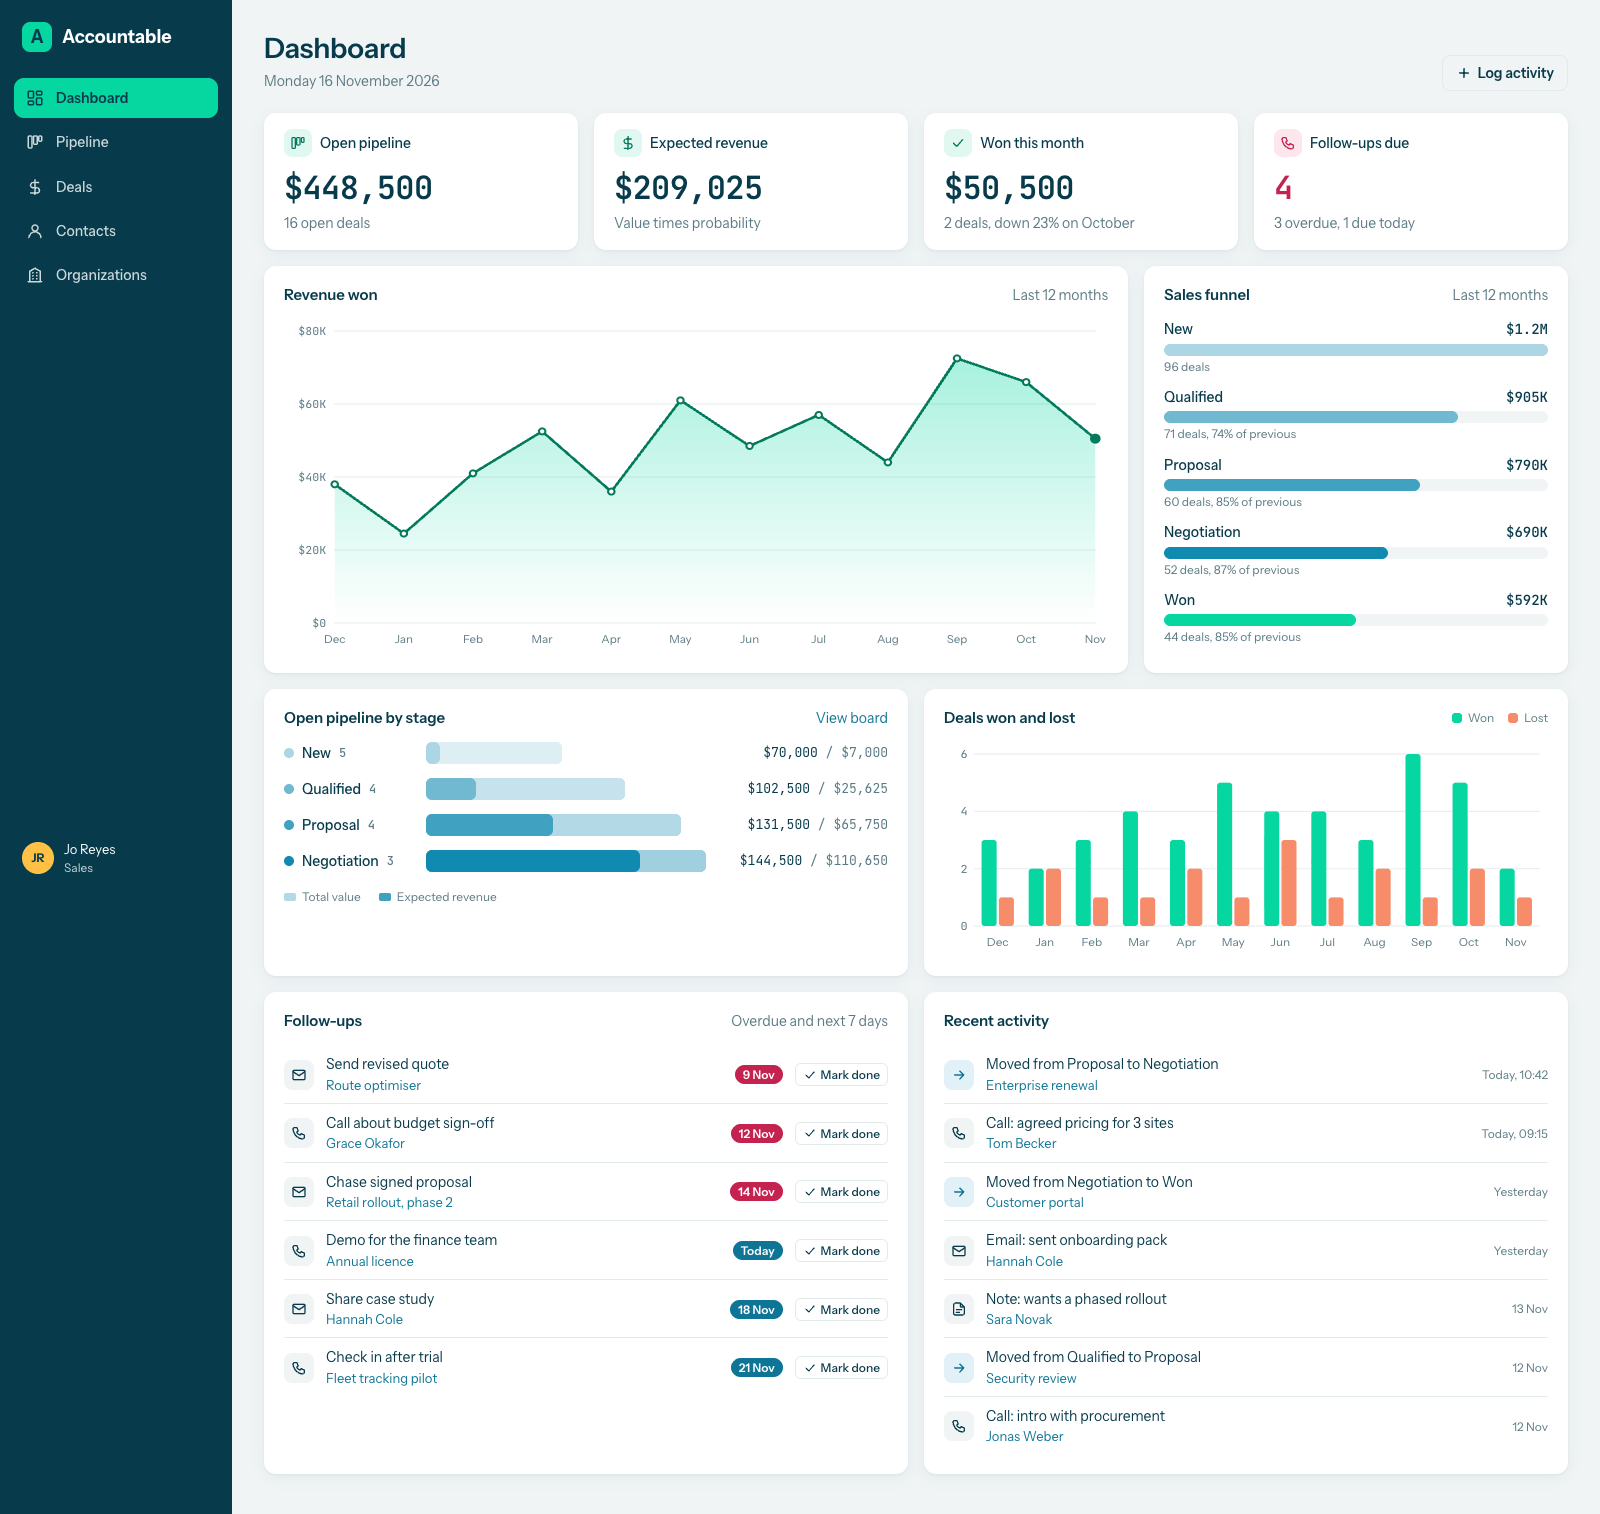 A Accountable
Dashboard
Pipeline
Deals
Contacts
Organizations
JR
Jo Reyes
Sales
Dashboard
Monday 16 November 2026
Log activity
Open pipeline
$448,500
16 open deals
Expected revenue
$209,025
Value times probability
Won this month
$50,500
2 deals, down 23% on October
Follow-ups due
4
3 overdue, 1 due today
Revenue won
Last 12 months
$80K
$60K
$40K
$20K
$0
Dec Jan Feb Mar Apr May Jun Jul Aug Sep Oct Nov
Sales funnel
Last 12 months
New $1.2M
96 deals
Qualified $905K
71 deals, 74% of previous
Proposal $790K
60 deals, 85% of previous
Negotiation $690K
52 deals, 87% of previous
Won $592K
44 deals, 85% of previous
Open pipeline by stage
View board
New 5 $70,000 / $7,000
Qualified 4 $102,500 / $25,625
Proposal 4 $131,500 / $65,750
Negotiation 3 $144,500 / $110,650
Total value Expected revenue
Deals won and lost
Won Lost
6
4
2
0
Dec Jan Feb Mar Apr May Jun Jul Aug Sep Oct Nov
Follow-ups
Overdue and next 7 days
Send revised quote
Route optimiser
9 Nov Mark done
Call about budget sign-off
Grace Okafor
12 Nov Mark done
Chase signed proposal
Retail rollout, phase 2
14 Nov Mark done
Demo for the finance team
Annual licence
Today Mark done
Share case study
Hannah Cole
18 Nov Mark done
Check in after trial
Fleet tracking pilot
21 Nov Mark done
Recent activity
Moved from Proposal to Negotiation
Enterprise renewal
Today, 10:42
Call: agreed pricing for 3 sites
Tom Becker
Today, 09:15
Moved from Negotiation to Won
Customer portal
Yesterday
Email: sent onboarding pack
Hannah Cole
Yesterday
Note: wants a phased rollout
Sara Novak
13 Nov
Moved from Qualified to Proposal
Security review
12 Nov
Call: intro with procurement
Jonas Weber
12 Nov